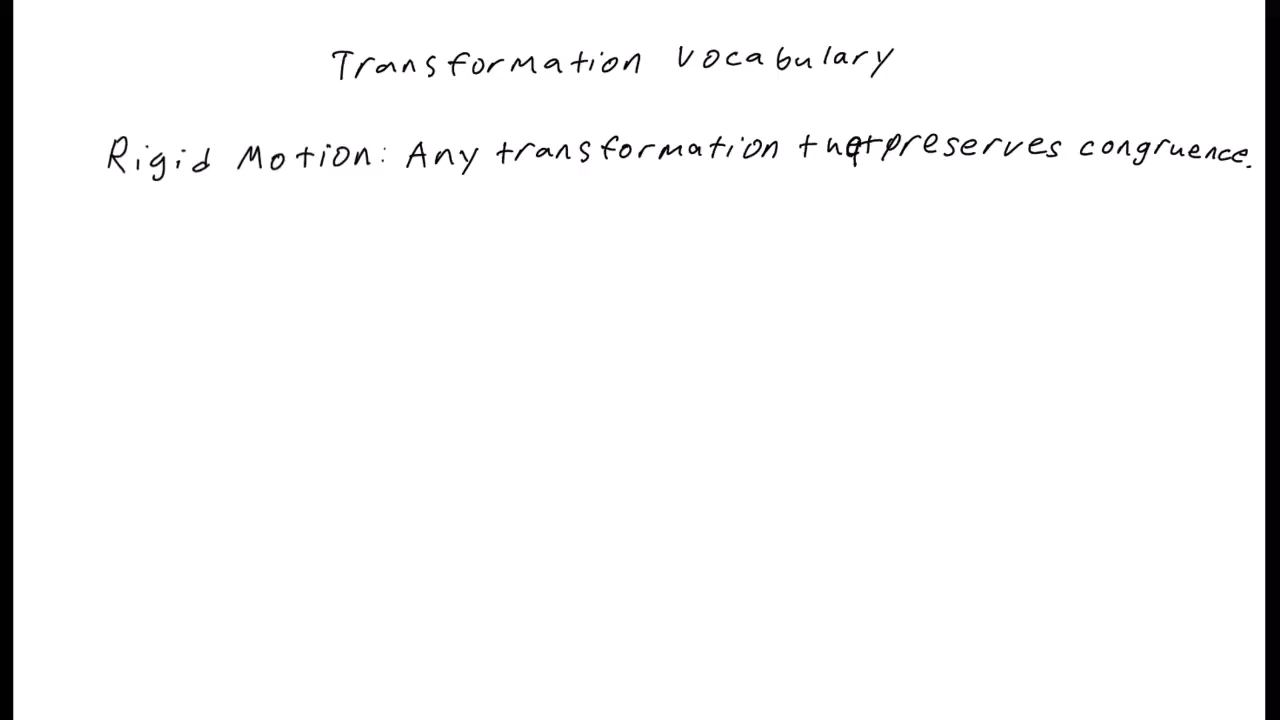 Transformation Vocabulary
Rigid Motion: Any transformation that preserves congruence.